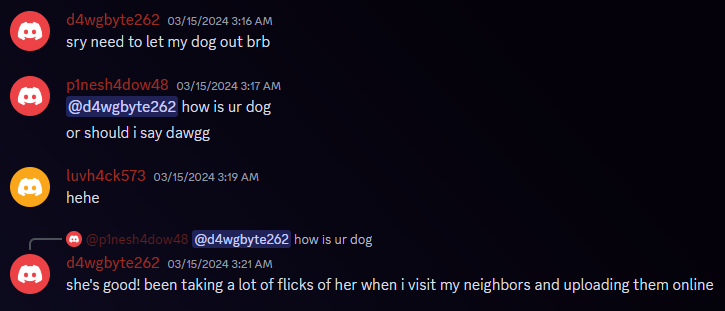 d4wgbyte262 03/15/2024 3:16 AM
sry need to let my dog out brb
p1nesh4dow48 03/15/2024 3:17 AM
@d4wgbyte262 how is ur dog
or should i say dawgg
luvh4ck573 03/15/2024 3:19 AM
hehe
@p1nesh4dow48 @d4wgbyte262 how is ur dog
d4wgbyte262 03/15/2024 3:21 AM
she's good! been taking a lot of flicks of her when i visit my neighbors and uploading them online